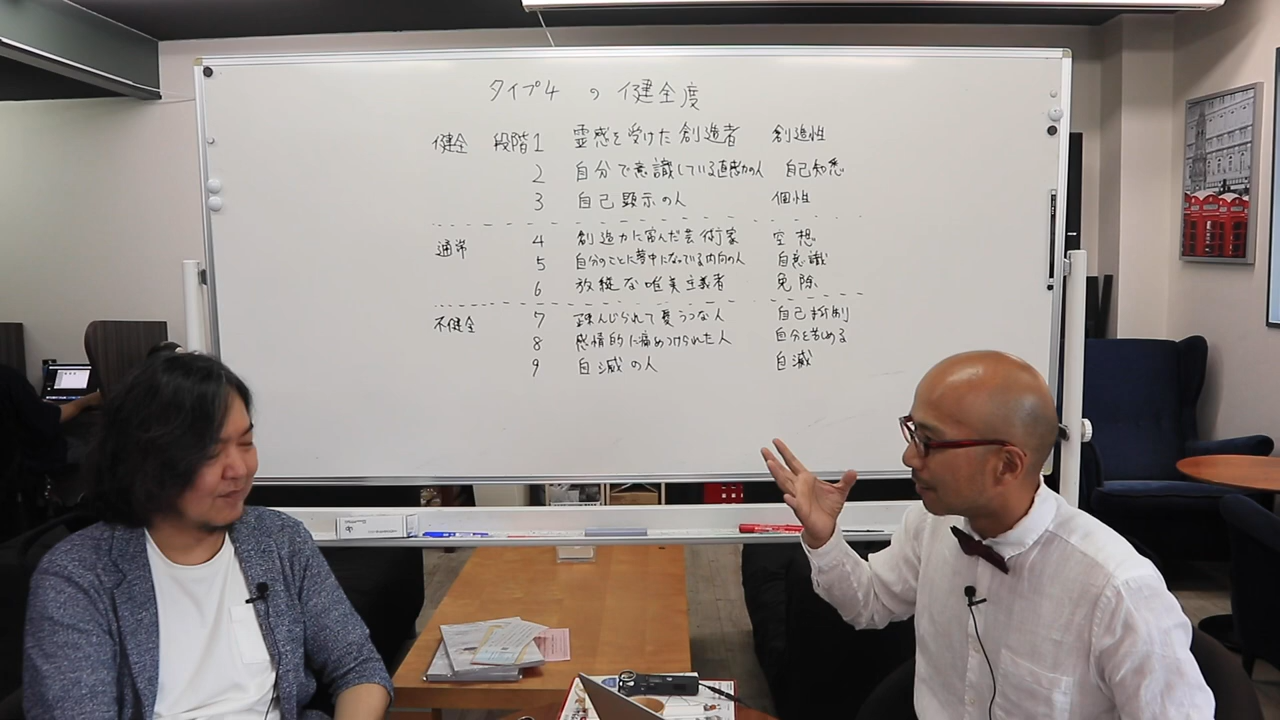 タイプ4 の 健全度
健全 段階1 霊感を受けた創造者 創造性
2 自分で意識している直感力の人 自己知悉
3 自己顕示の人 個性
通常 4 創造力に富んだ芸術家 空想
5 自分のことに夢中になっている内向の人 自意識
6 放縦な唯美主義者 免除
不健全 7 疎んじられて憂うつな人 自己抑制
8 感情的に痛めつけられた人 自分を苦しめる
9 自滅の人 自滅